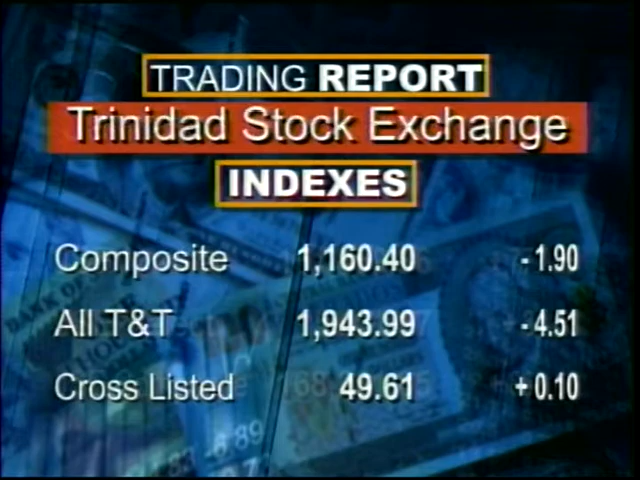 TRADING REPORT
Trinidad Stock Exchange
INDEXES
Composite 1,160.40 - 1.90
All T&T 1,943.99 - 4.51
Cross Listed 49.61 + 0.10